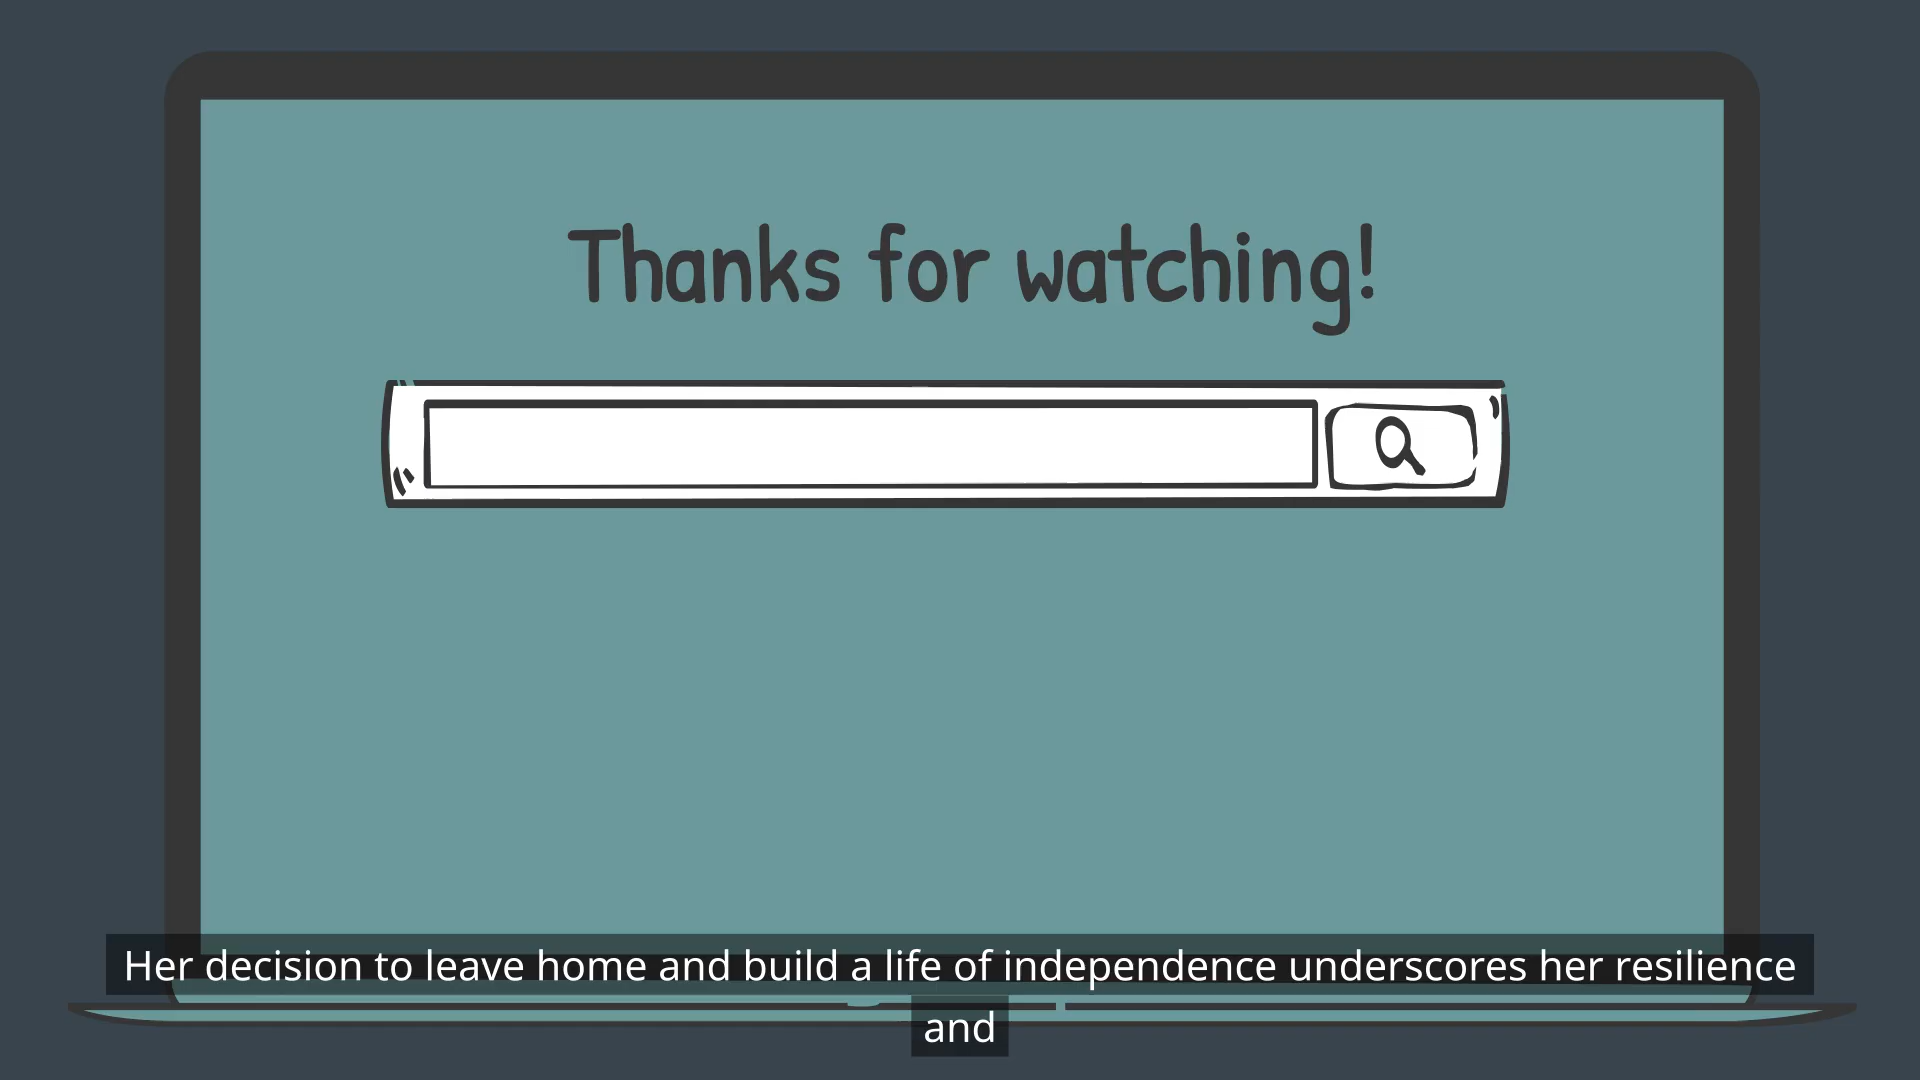 Thanks for watching!
Her decision to leave home and build a life of independence underscores her resilience
and